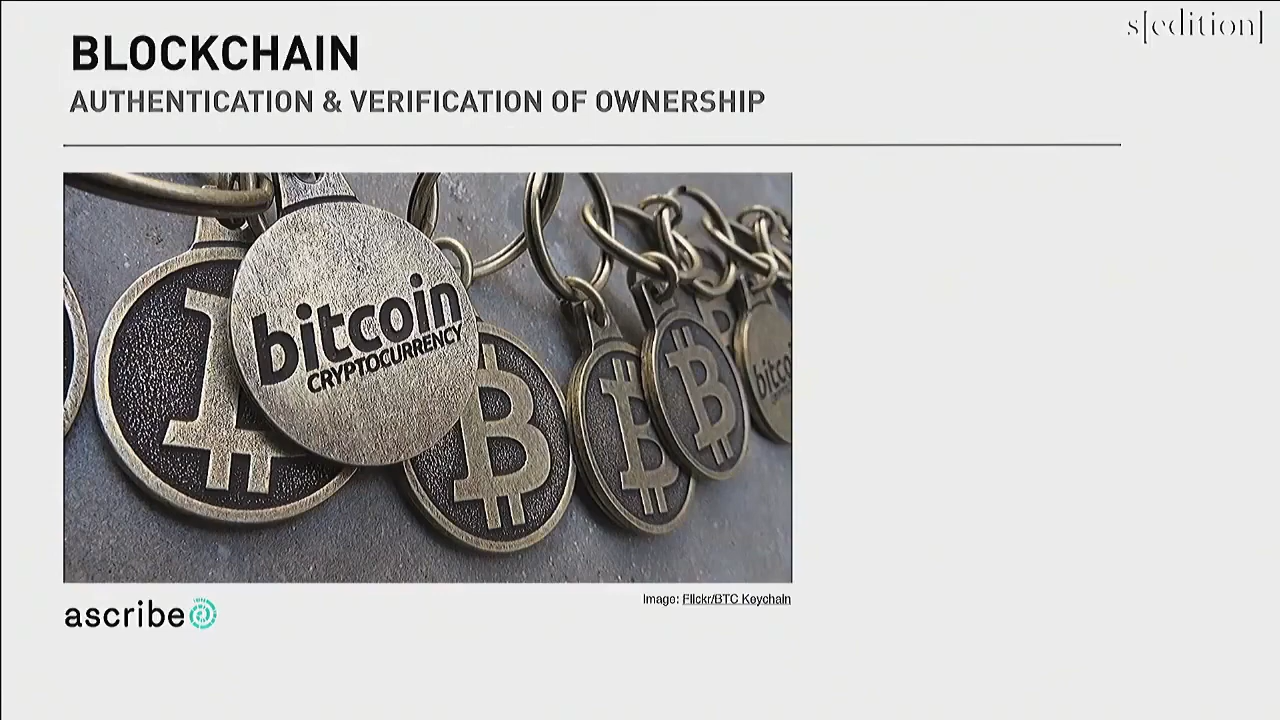 s[edition]
BLOCKCHAIN
AUTHENTICATION & VERIFICATION OF OWNERSHIP
bitcoin
CRYPTOCURRENCY
ascribe
Image: Flickr/BTC Keychain